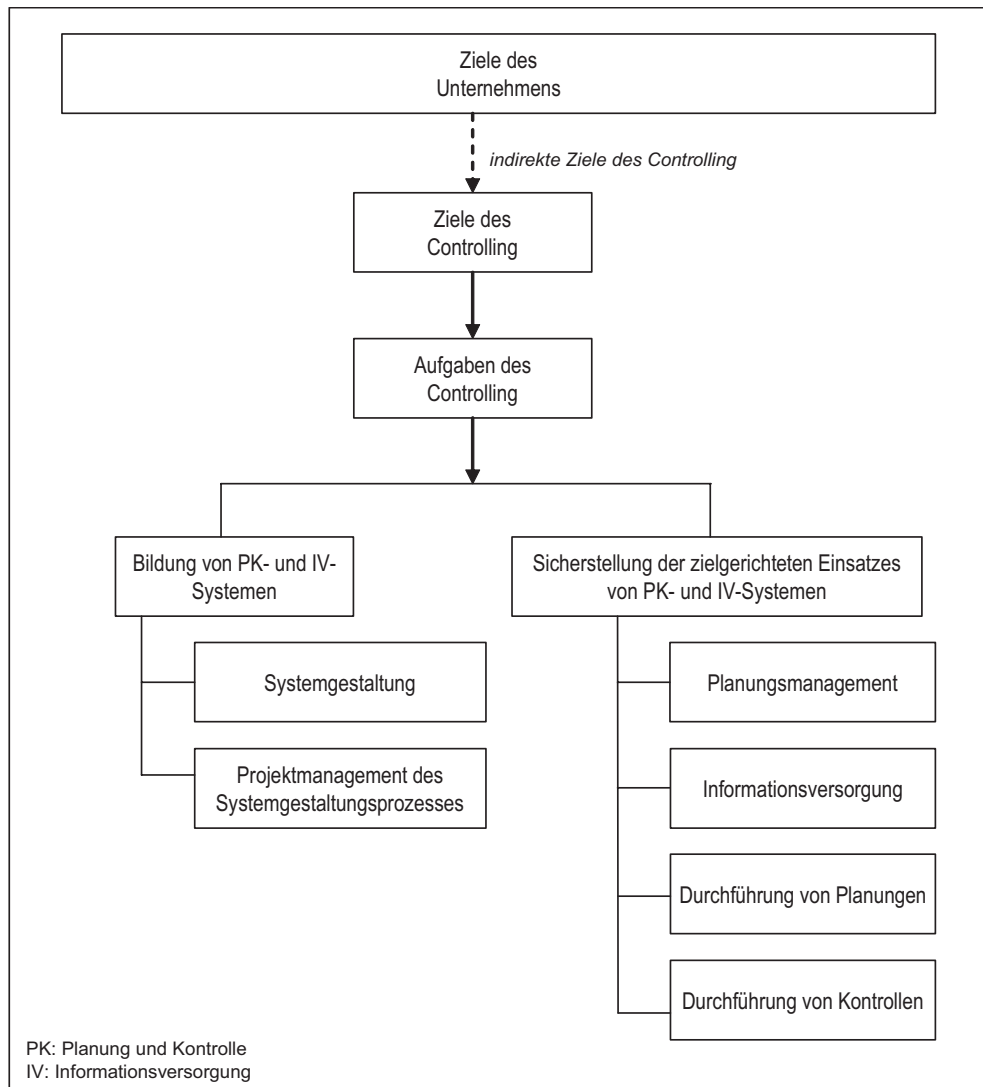 Ziele des
Unternehmens
indirekte Ziele des Controlling
Ziele des
Controlling
Aufgaben des
Controlling
Bildung von PK- und IV-
Systemen
Sicherstellung der zielgerichteten Einsatzes
von PK- und IV-Systemen
Systemgestaltung
Planungsmanagement
Projektmanagement des
Systemgestaltungsprozesses
Informationsversorgung
Durchführung von Planungen
Durchführung von Kontrollen
PK: Planung und Kontrolle
IV: Informationsversorgung